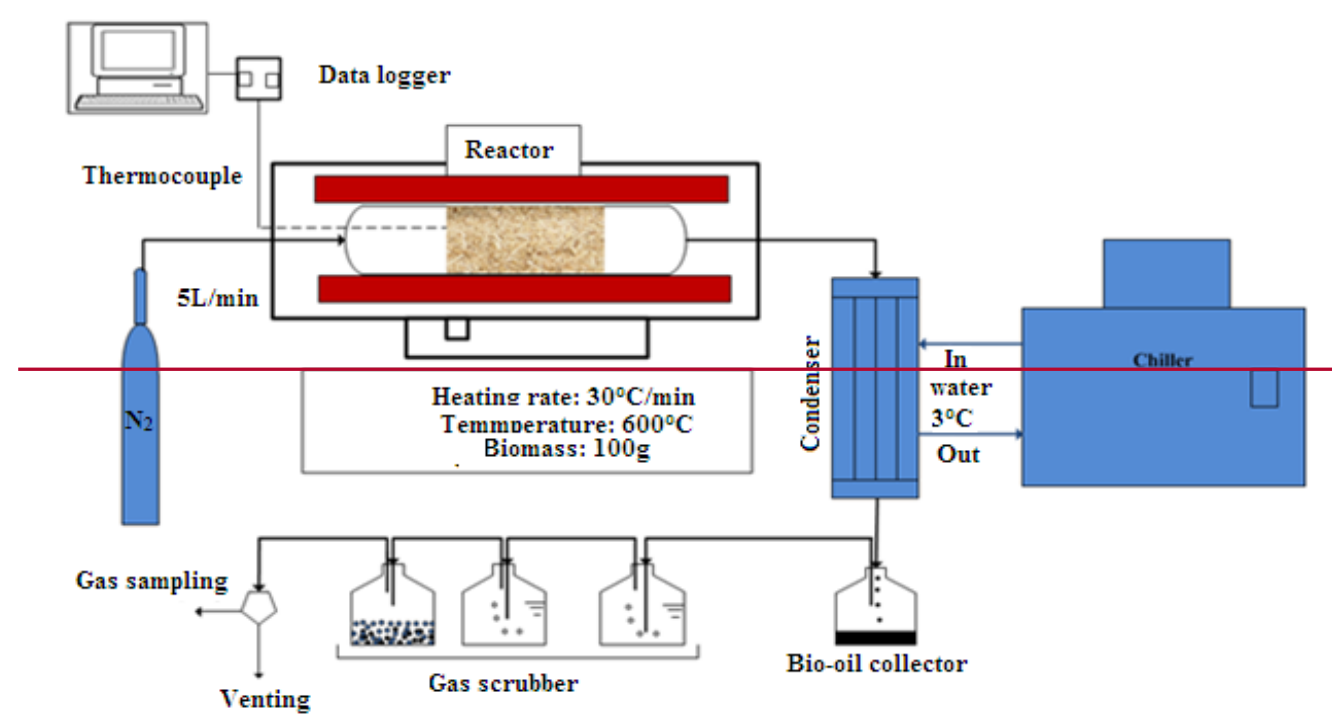 Data logger
Reactor
Thermocouple
5L/min
N₂
Heating rate: 30°C/min
Temmperature: 600°C
Biomass: 100g
Condenser
In
water
3°C
Out
Chiller
Gas sampling
Venting
Gas scrubber
Bio-oil collector